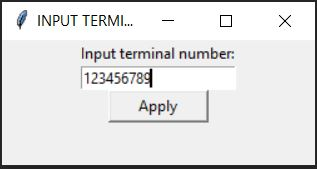 INPUT TERMI...
Input terminal number:
123456789
Apply